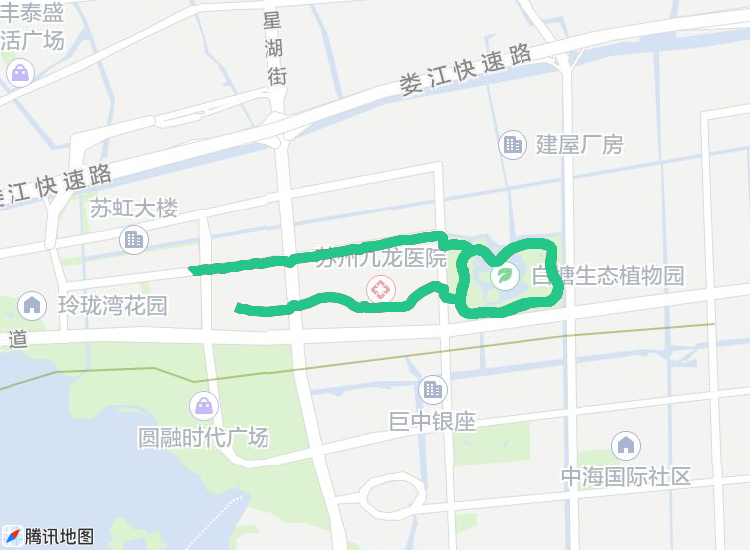 丰泰盛
活广场
星湖街
娄江快速路
建屋厂房
娄江快速路
苏虹大楼
苏州九龙医院
白塘生态植物园
玲珑湾花园
道
巨中银座
圆融时代广场
中海国际社区
腾讯地图